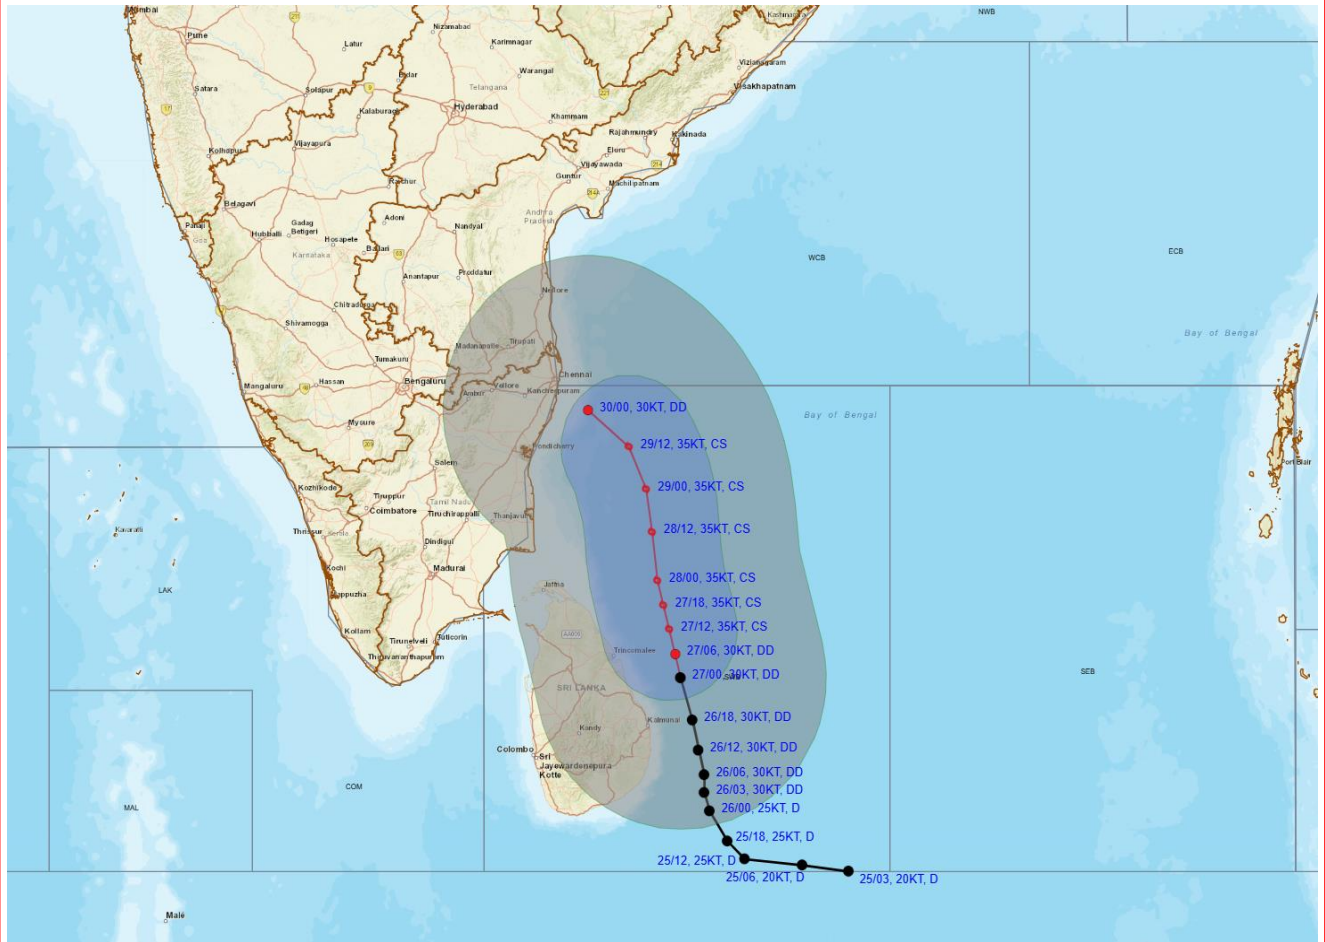 Mumbai
NWB
Kashinagara
Nizamabad
Pune
Latur
Karimnagar
Vizianagaram
Bidar
Warangal
Satara
Solapur
Telangana
Visakhapatnam
Hyderabad
Kalaburagi
Khammam
Rajahmundry
Kakinada
Kolhapur
Vijayapura
Eluru
Vijayawada
Guntur
Raichur
Machilipatnam
Belagavi
Andhra
Pradesh
Panaji
Goa
Gadag
Betigeri
Adoni
Nandyal
Hubballi
Hosapete
Ballari
Karnataka
WCB
ECB
Anantapur
Proddatur
Nellore
Chitradurga
Shivamogga
Bay of Bengal
Madanapalle
Tirupati
Tumakuru
Chennai
Mangaluru
Hassan
Bengaluru
Vellore
Ambur
Kancheepuram
30/00, 30KT, DD
Bay of Bengal
Mysore
29/12, 35KT, CS
Pondicherry
Salem
Port Blair
Kozhikode
29/00, 35KT, CS
Tiruppur
Tamil Nadu
Coimbatore
Tiruchirappalli
Thanjavur
Kavaratti
Thrissur
Kerala
28/12, 35KT, CS
Dindigul
Kochi
Madurai
28/00, 35KT, CS
Jaffna
LAK
Alappuzha
27/18, 35KT, CS
Kollam
Tirunelveli
Tuticorin
27/12, 35KT, CS
Thiruvananthapuram
Trincomalee
27/06, 30KT, DD
SEB
27/00, 30KT, DD
SWB
SRI LANKA
26/18, 30KT, DD
Kalmunai
Kandy
Colombo
Sri
Jayewardenepura
Kotte
26/12, 30KT, DD
26/06, 30KT, DD
COM
26/03, 30KT, DD
MAL
26/00, 25KT, D
25/18, 25KT, D
25/12, 25KT, D
25/06, 20KT, D
25/03, 20KT, D
Malé